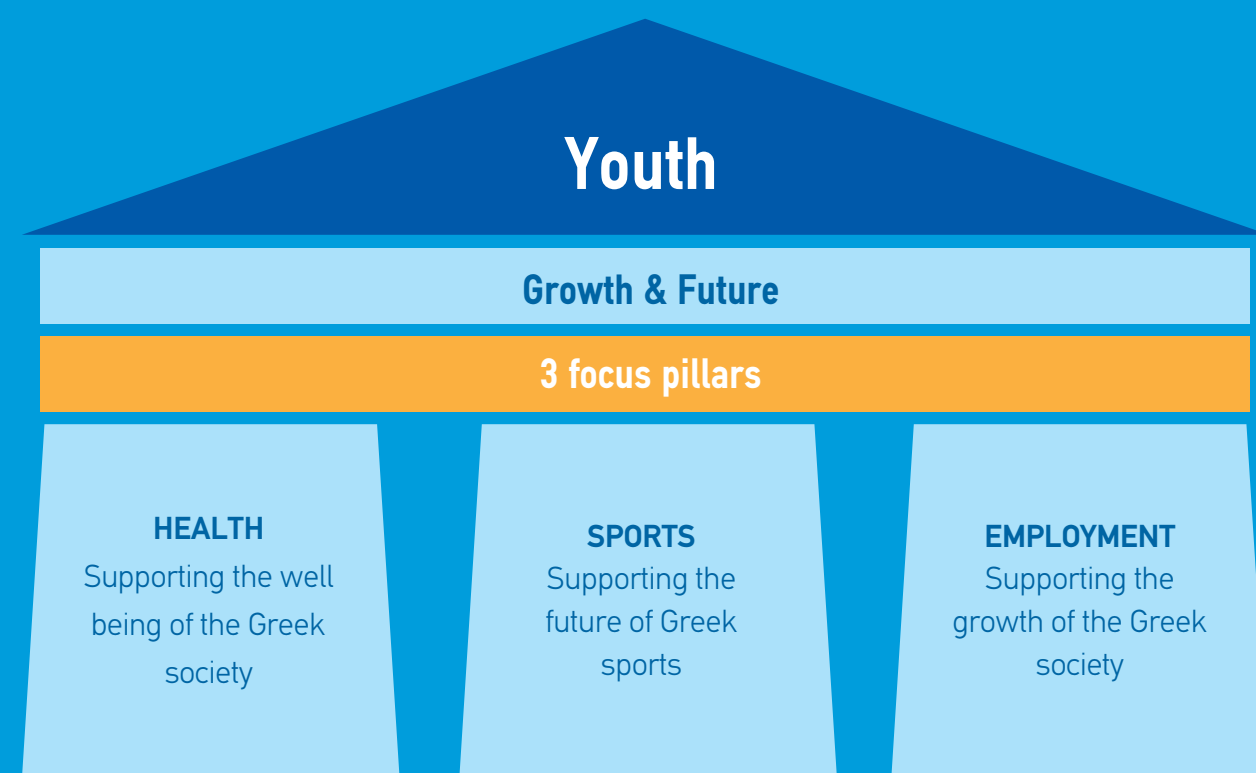 Youth
Growth & Future
3 focus pillars
HEALTH
Supporting the well
being of the Greek
society
SPORTS
Supporting the
future of Greek
sports
EMPLOYMENT
Supporting the
growth of the Greek
society